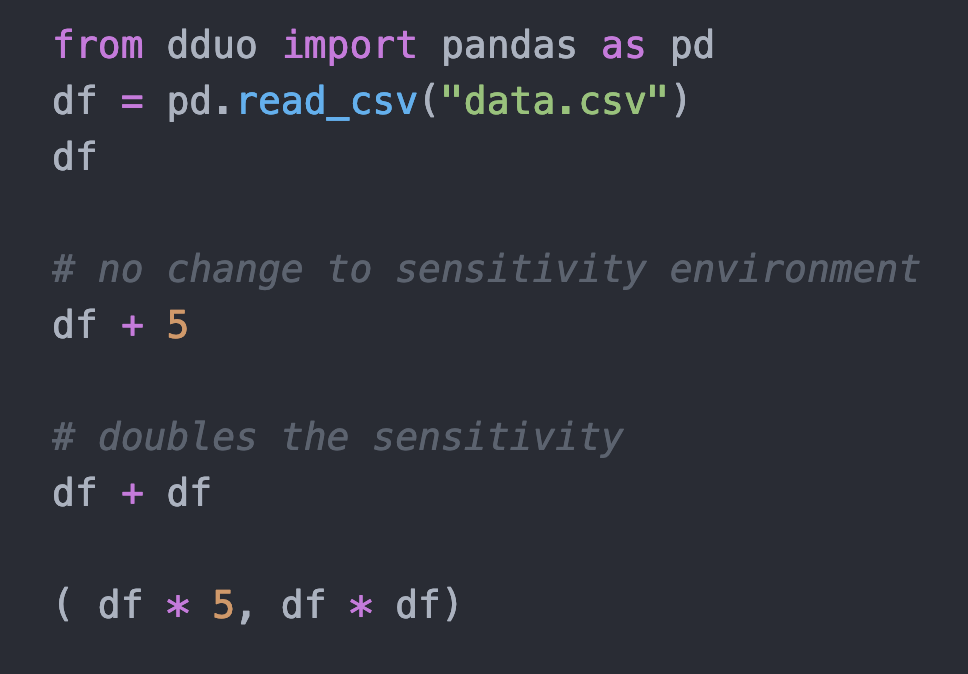 from dduo import pandas as pd
df = pd.read_csv("data.csv")
df
# no change to sensitivity environment
df + 5
# doubles the sensitivity
df + df
( df * 5, df * df)